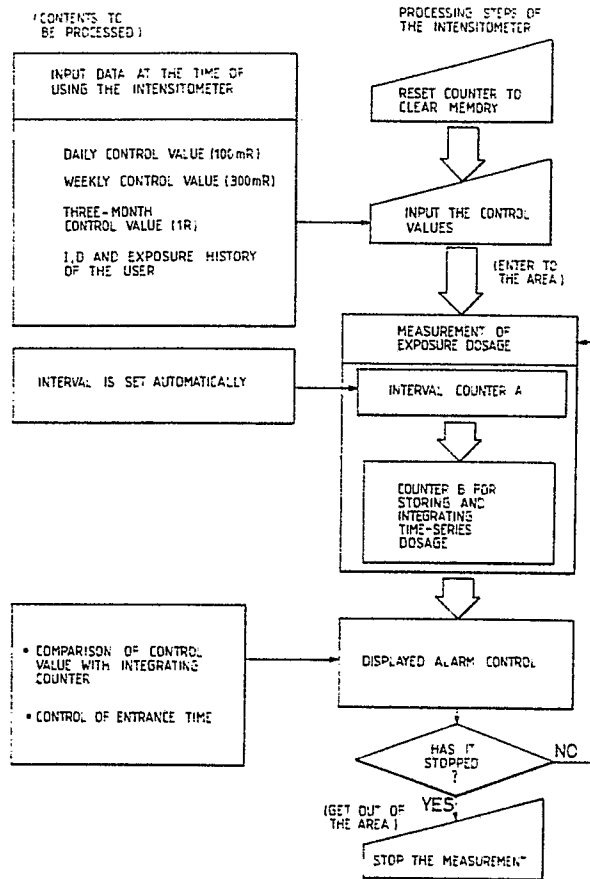 (CONTENTS TO
BE PROCESSED)
INPUT DATA AT THE TIME OF
USING THE INTENSITOMETER
DAILY CONTROL VALUE (100mR)
WEEKLY CONTROL VALUE (300mR)
THREE-MONTH
CONTROL VALUE (1R)
I,D AND EXPOSURE HISTORY
OF THE USER
INTERVAL IS SET AUTOMATICALLY
• COMPARISON OF CONTROL
VALUE WITH INTEGRATING
COUNTER
• CONTROL OF ENTRANCE TIME
PROCESSING STEPS OF
THE INTENSITOMETER
RESET COUNTER TO
CLEAR MEMORY
INPUT THE CONTROL
VALUES
(ENTER TO
THE AREA)
MEASUREMENT OF
EXPOSURE DOSAGE
INTERVAL COUNTER A
COUNTER B FOR
STORING AND
INTEGRATING
TIME-SERIES
DOSAGE
DISPLAYED ALARM CONTROL
HAS IT
STOPPED
?
NO
YES
(GET OUT OF
THE AREA)
STOP THE MEASUREMENT